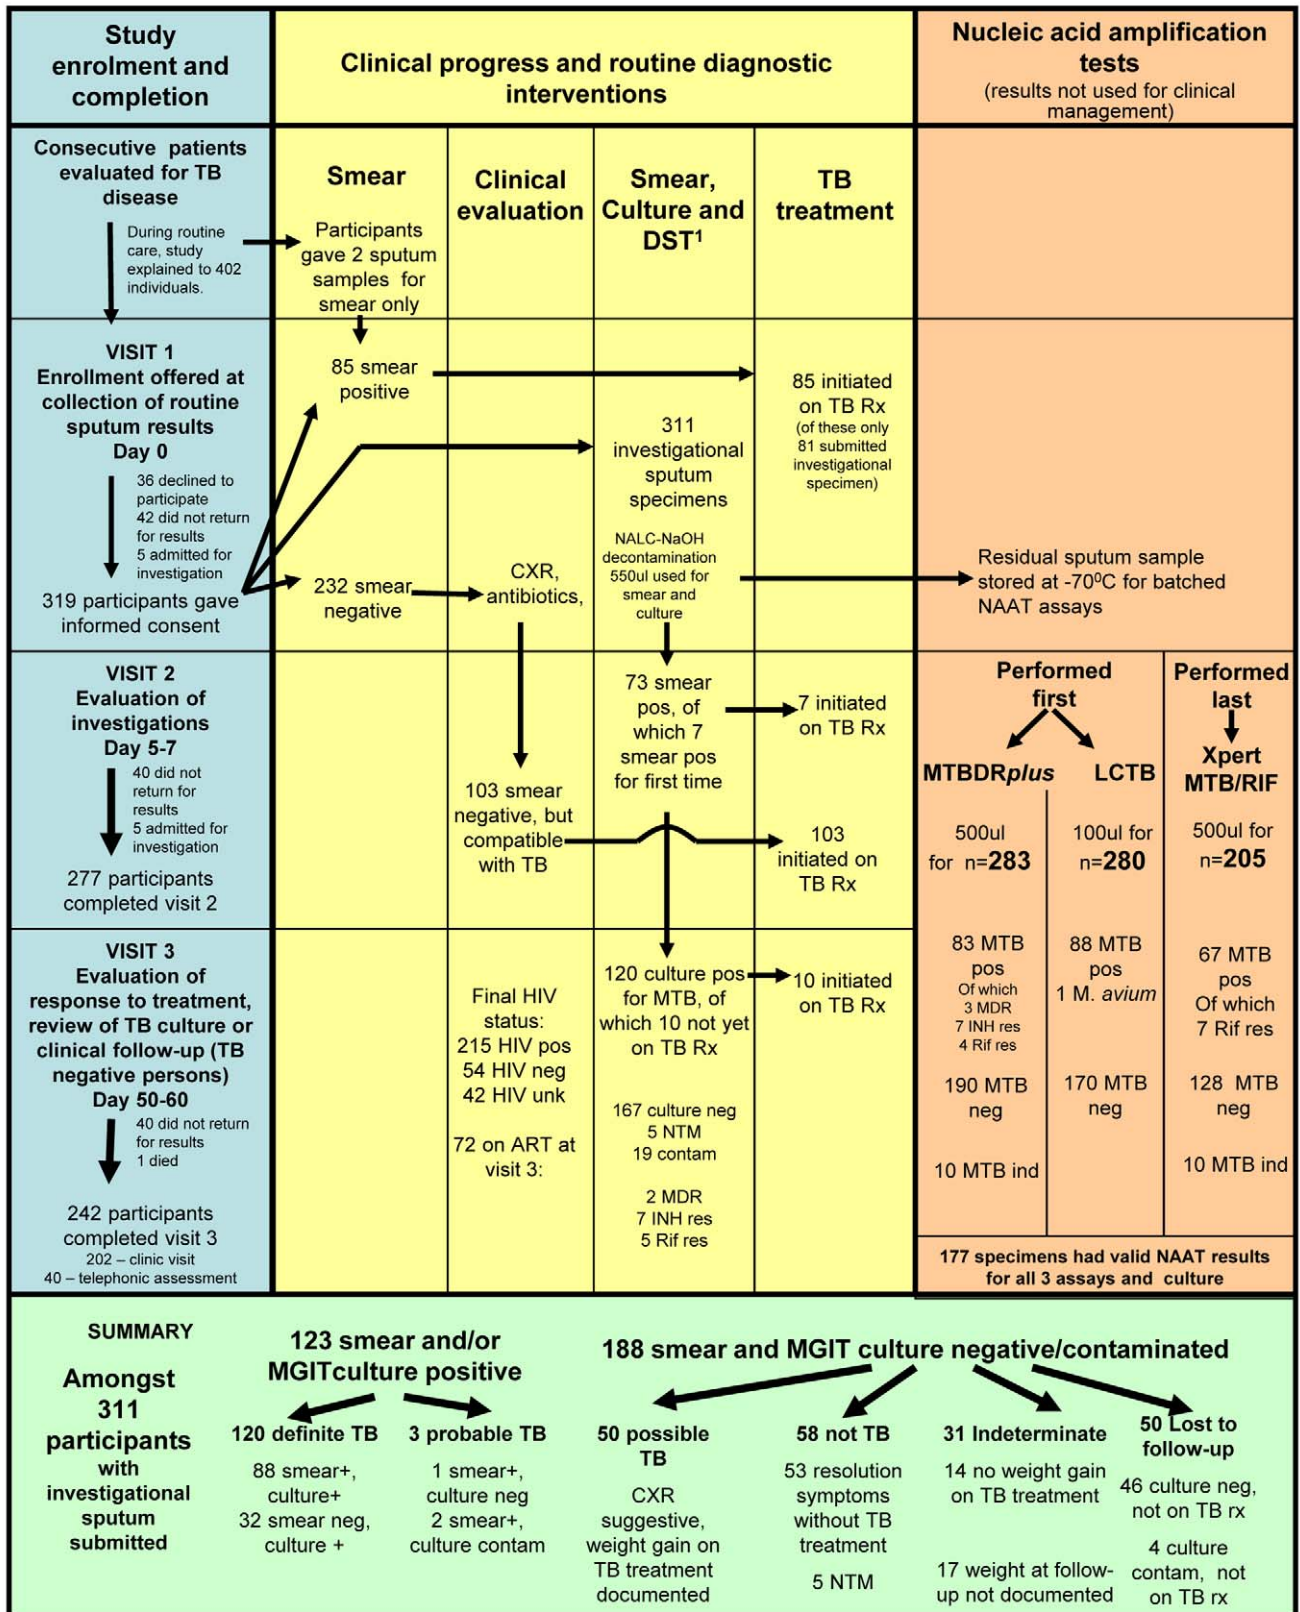 Study
enrolment and
completion
Clinical progress and routine diagnostic
interventions
Nucleic acid amplification
tests
(results not used for clinical
management)
Consecutive patients
evaluated for TB
disease
During routine
care, study
explained to 402
individuals.
Smear
Participants
gave 2 sputum
samples for
smear only
Clinical
evaluation
Smear,
Culture and
DST¹
TB
treatment
VISIT 1
Enrollment offered at
collection of routine
sputum results
Day 0
36 declined to
participate
42 did not return
for results
5 admitted for
investigation
319 participants gave
informed consent
85 smear
positive
232 smear
negative
CXR,
antibiotics,
311
investigational
sputum
specimens
NALC-NaOH
decontamination
550ul used for
smear and
culture
85 initiated
on TB Rx
(of these only
81 submitted
investigational
specimen)
Residual sputum sample
stored at -70⁰C for batched
NAAT assays
VISIT 2
Evaluation of
investigations
Day 5-7
40 did not
return for
results
5 admitted for
investigation
277 participants
completed visit 2
103 smear
negative, but
compatible
with TB
73 smear
pos, of
which 7
smear pos
for first time
7 initiated
on TB Rx
103
initiated on
TB Rx
Performed
first
MTBDRplus
LCTB
Performed
last
Xpert
MTB/RIF
500ul
for n=283
100ul for
n=280
500ul for
n=205
VISIT 3
Evaluation of
response to treatment,
review of TB culture or
clinical follow-up (TB
negative persons)
Day 50-60
40 did not return
for results
1 died
242 participants
completed visit 3
202 – clinic visit
40 – telephonic assessment
Final HIV
status:
215 HIV pos
54 HIV neg
42 HIV unk
72 on ART at
visit 3:
120 culture pos
for MTB, of
which 10 not yet
on TB Rx
167 culture neg
5 NTM
19 contam
2 MDR
7 INH res
5 Rif res
10 initiated
on TB Rx
83 MTB
pos
Of which
3 MDR
7 INH res
4 Rif res
190 MTB
neg
10 MTB ind
88 MTB
pos
1 M. avium
170 MTB
neg
67 MTB
pos
Of which
7 Rif res
128 MTB
neg
10 MTB ind
177 specimens had valid NAAT results
for all 3 assays and culture
SUMMARY
Amongst
311
participants
with
investigational
sputum
submitted
123 smear and/or
MGITculture positive
120 definite TB
88 smear+,
culture+
32 smear neg,
culture +
3 probable TB
1 smear+,
culture neg
2 smear+,
culture contam
188 smear and MGIT culture negative/contaminated
50 possible
TB
CXR
suggestive,
weight gain on
TB treatment
documented
58 not TB
53 resolution
symptoms
without TB
treatment
5 NTM
31 Indeterminate
14 no weight gain
on TB treatment
17 weight at follow-
up not documented
50 Lost to
follow-up
46 culture neg,
not on TB rx
4 culture
contam, not
on TB rx